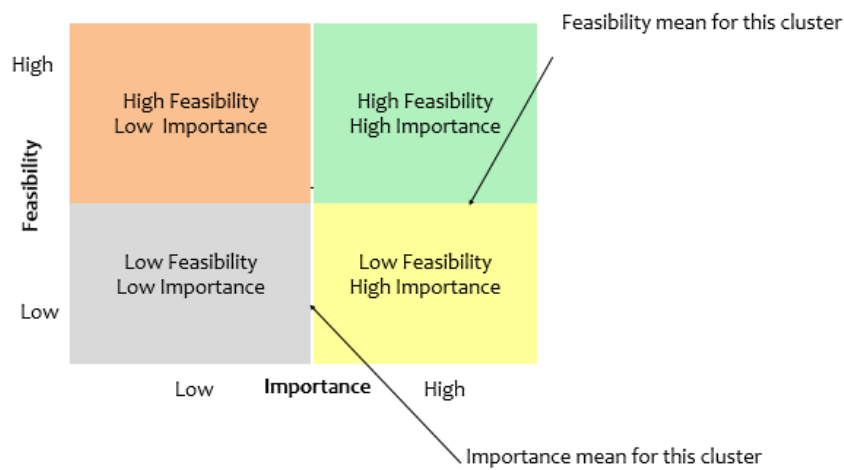 Feasibility mean for this cluster
High
High Feasibility
Low Importance
High Feasibility
High Importance
Feasibility
Low Feasibility
Low Importance
Low Feasibility
High Importance
Low
Low
Importance
High
Importance mean for this cluster